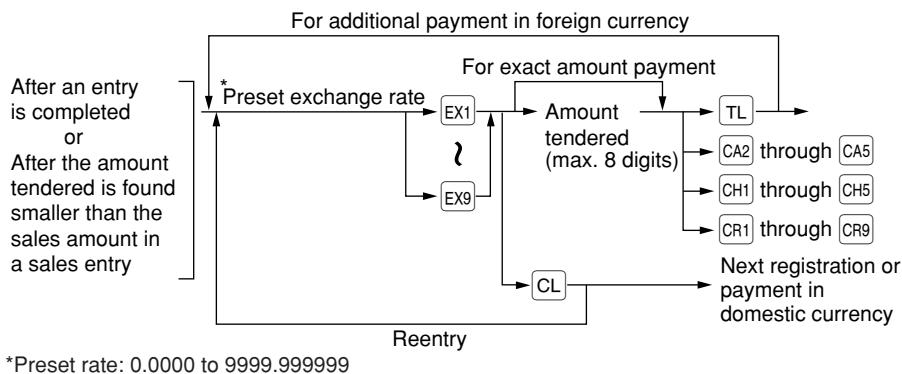 For additional payment in foreign currency
For exact amount payment
After an entry
is completed
or
After the amount
tendered is found
smaller than the
sales amount in
a sales entry
*
Preset exchange rate
EX1
~
EX9
Amount
tendered
(max. 8 digits)
TL
CA2 through CA5
CH1 through CH5
CR1 through CR9
CL
Next registration or
payment in
domestic currency
Reentry
*Preset rate: 0.0000 to 9999.999999